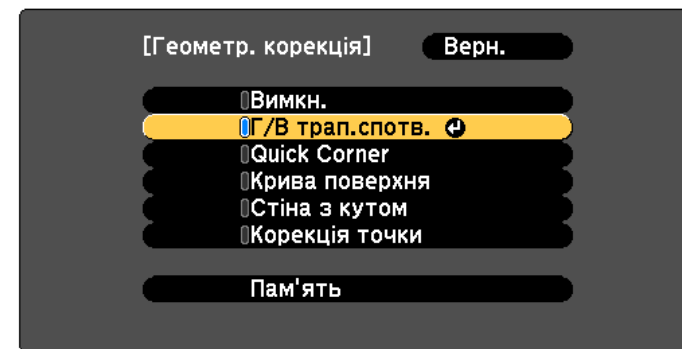 [Геометр. корекція] Верн.
Вимкн.
Г/В трап.спотв.
Quick Corner
Крива поверхня
Стіна з кутом
Корекція точки
Пам'ять